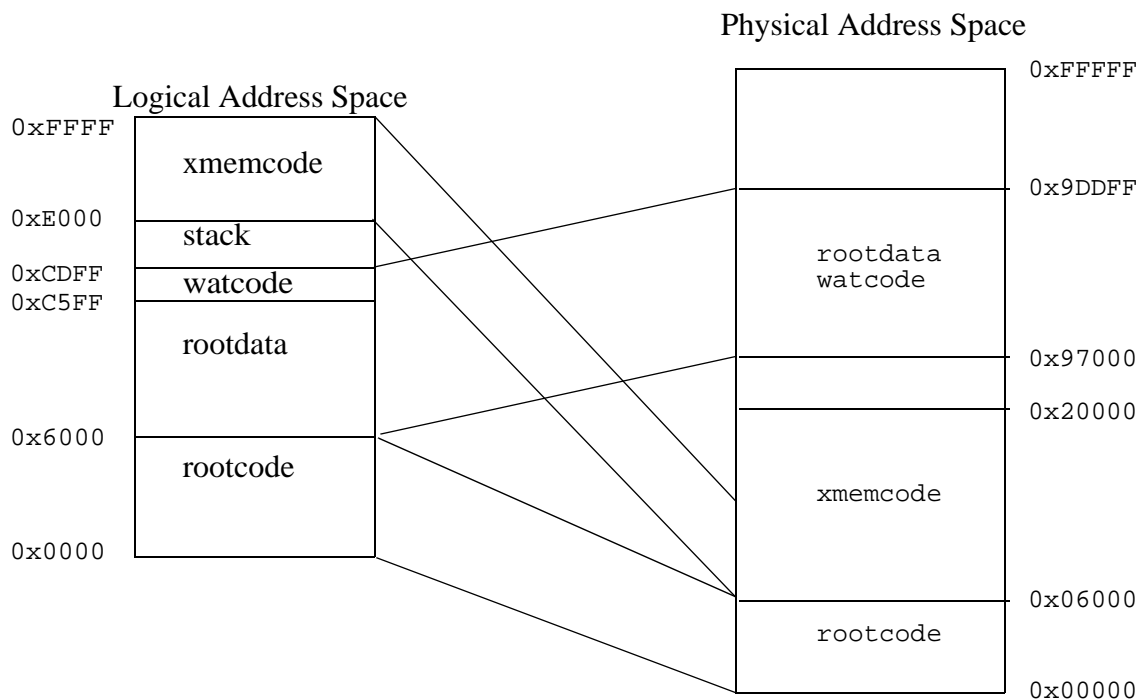 Physical Address Space
0xFFFFF
Logical Address Space
0xFFFF
xmemcode
0x9DDFF
0xE000
stack
rootdata
watcode
0xCDFF
watcode
0xC5FF
rootdata
0x97000
0x20000
0x6000
rootcode
xmemcode
0x0000
0x06000
rootcode
0x00000